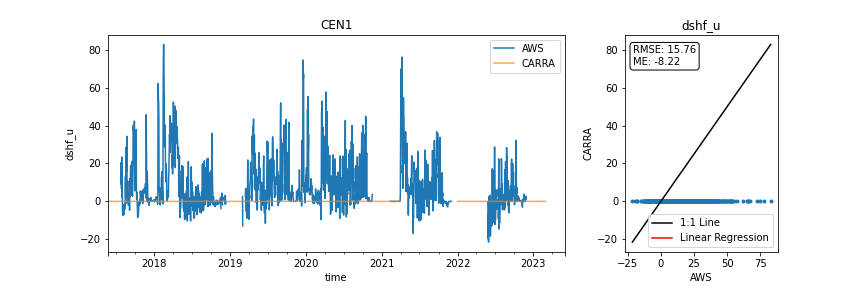 CEN1
dshf_u
80
60
40
20
0
−20
2018
2019
2020
2021
2022
2023
time
dshf_u
AWS
CARRA
dshf_u
80
60
40
20
0
−20
−25
0
25
50
75
AWS
CARRA
RMSE: 15.76
ME: -8.22
1:1 Line
Linear Regression